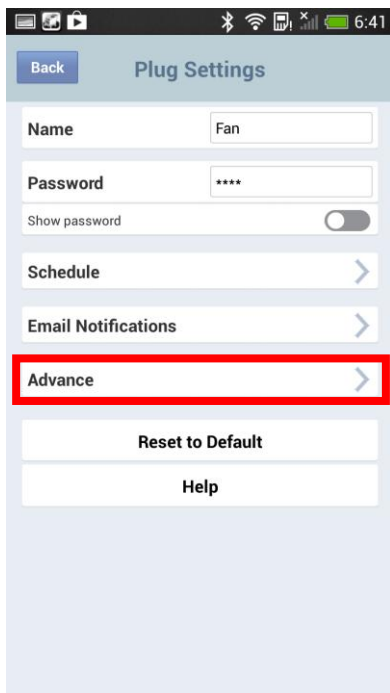 6:41
Back
Plug Settings
Name
Fan
Password
****
Show password
Schedule
Email Notifications
Advance
Reset to Default
Help